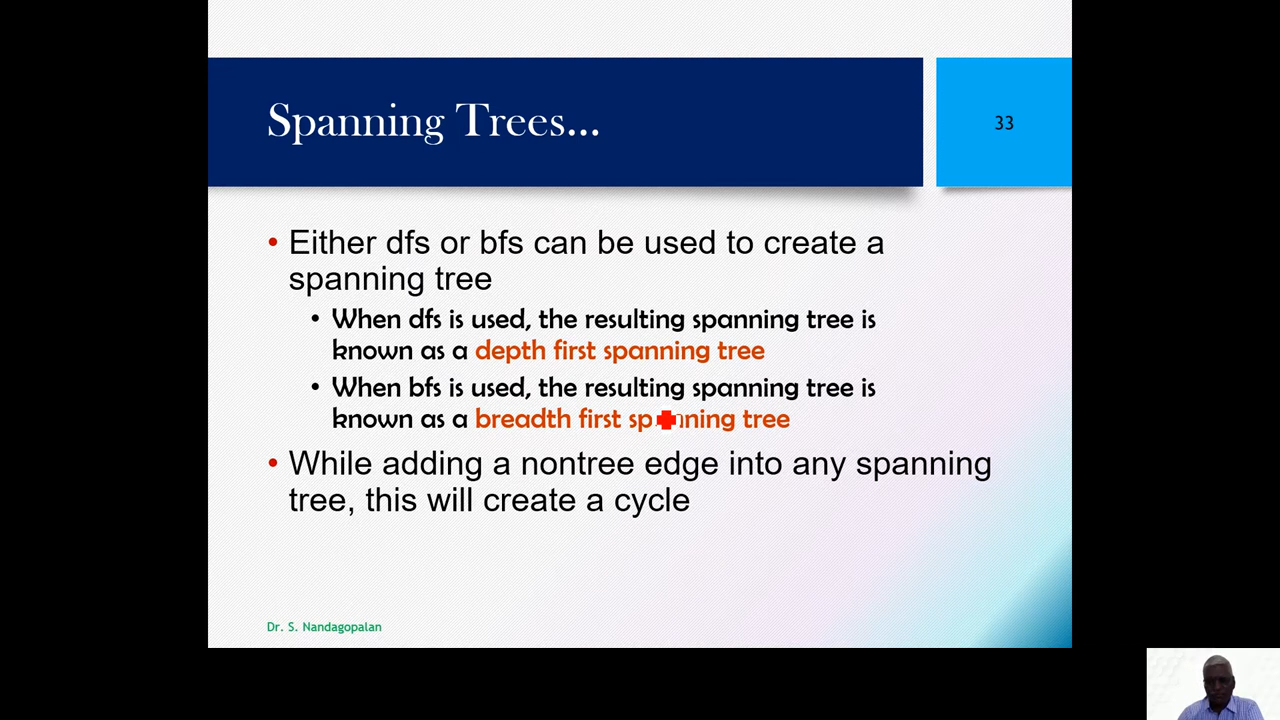 Spanning Trees...
33
• Either dfs or bfs can be used to create a
spanning tree
• When dfs is used, the resulting spanning tree is
known as a depth first spanning tree
• When bfs is used, the resulting spanning tree is
known as a breadth first spanning tree
• While adding a nontree edge into any spanning
tree, this will create a cycle
Dr. S. Nandagopalan